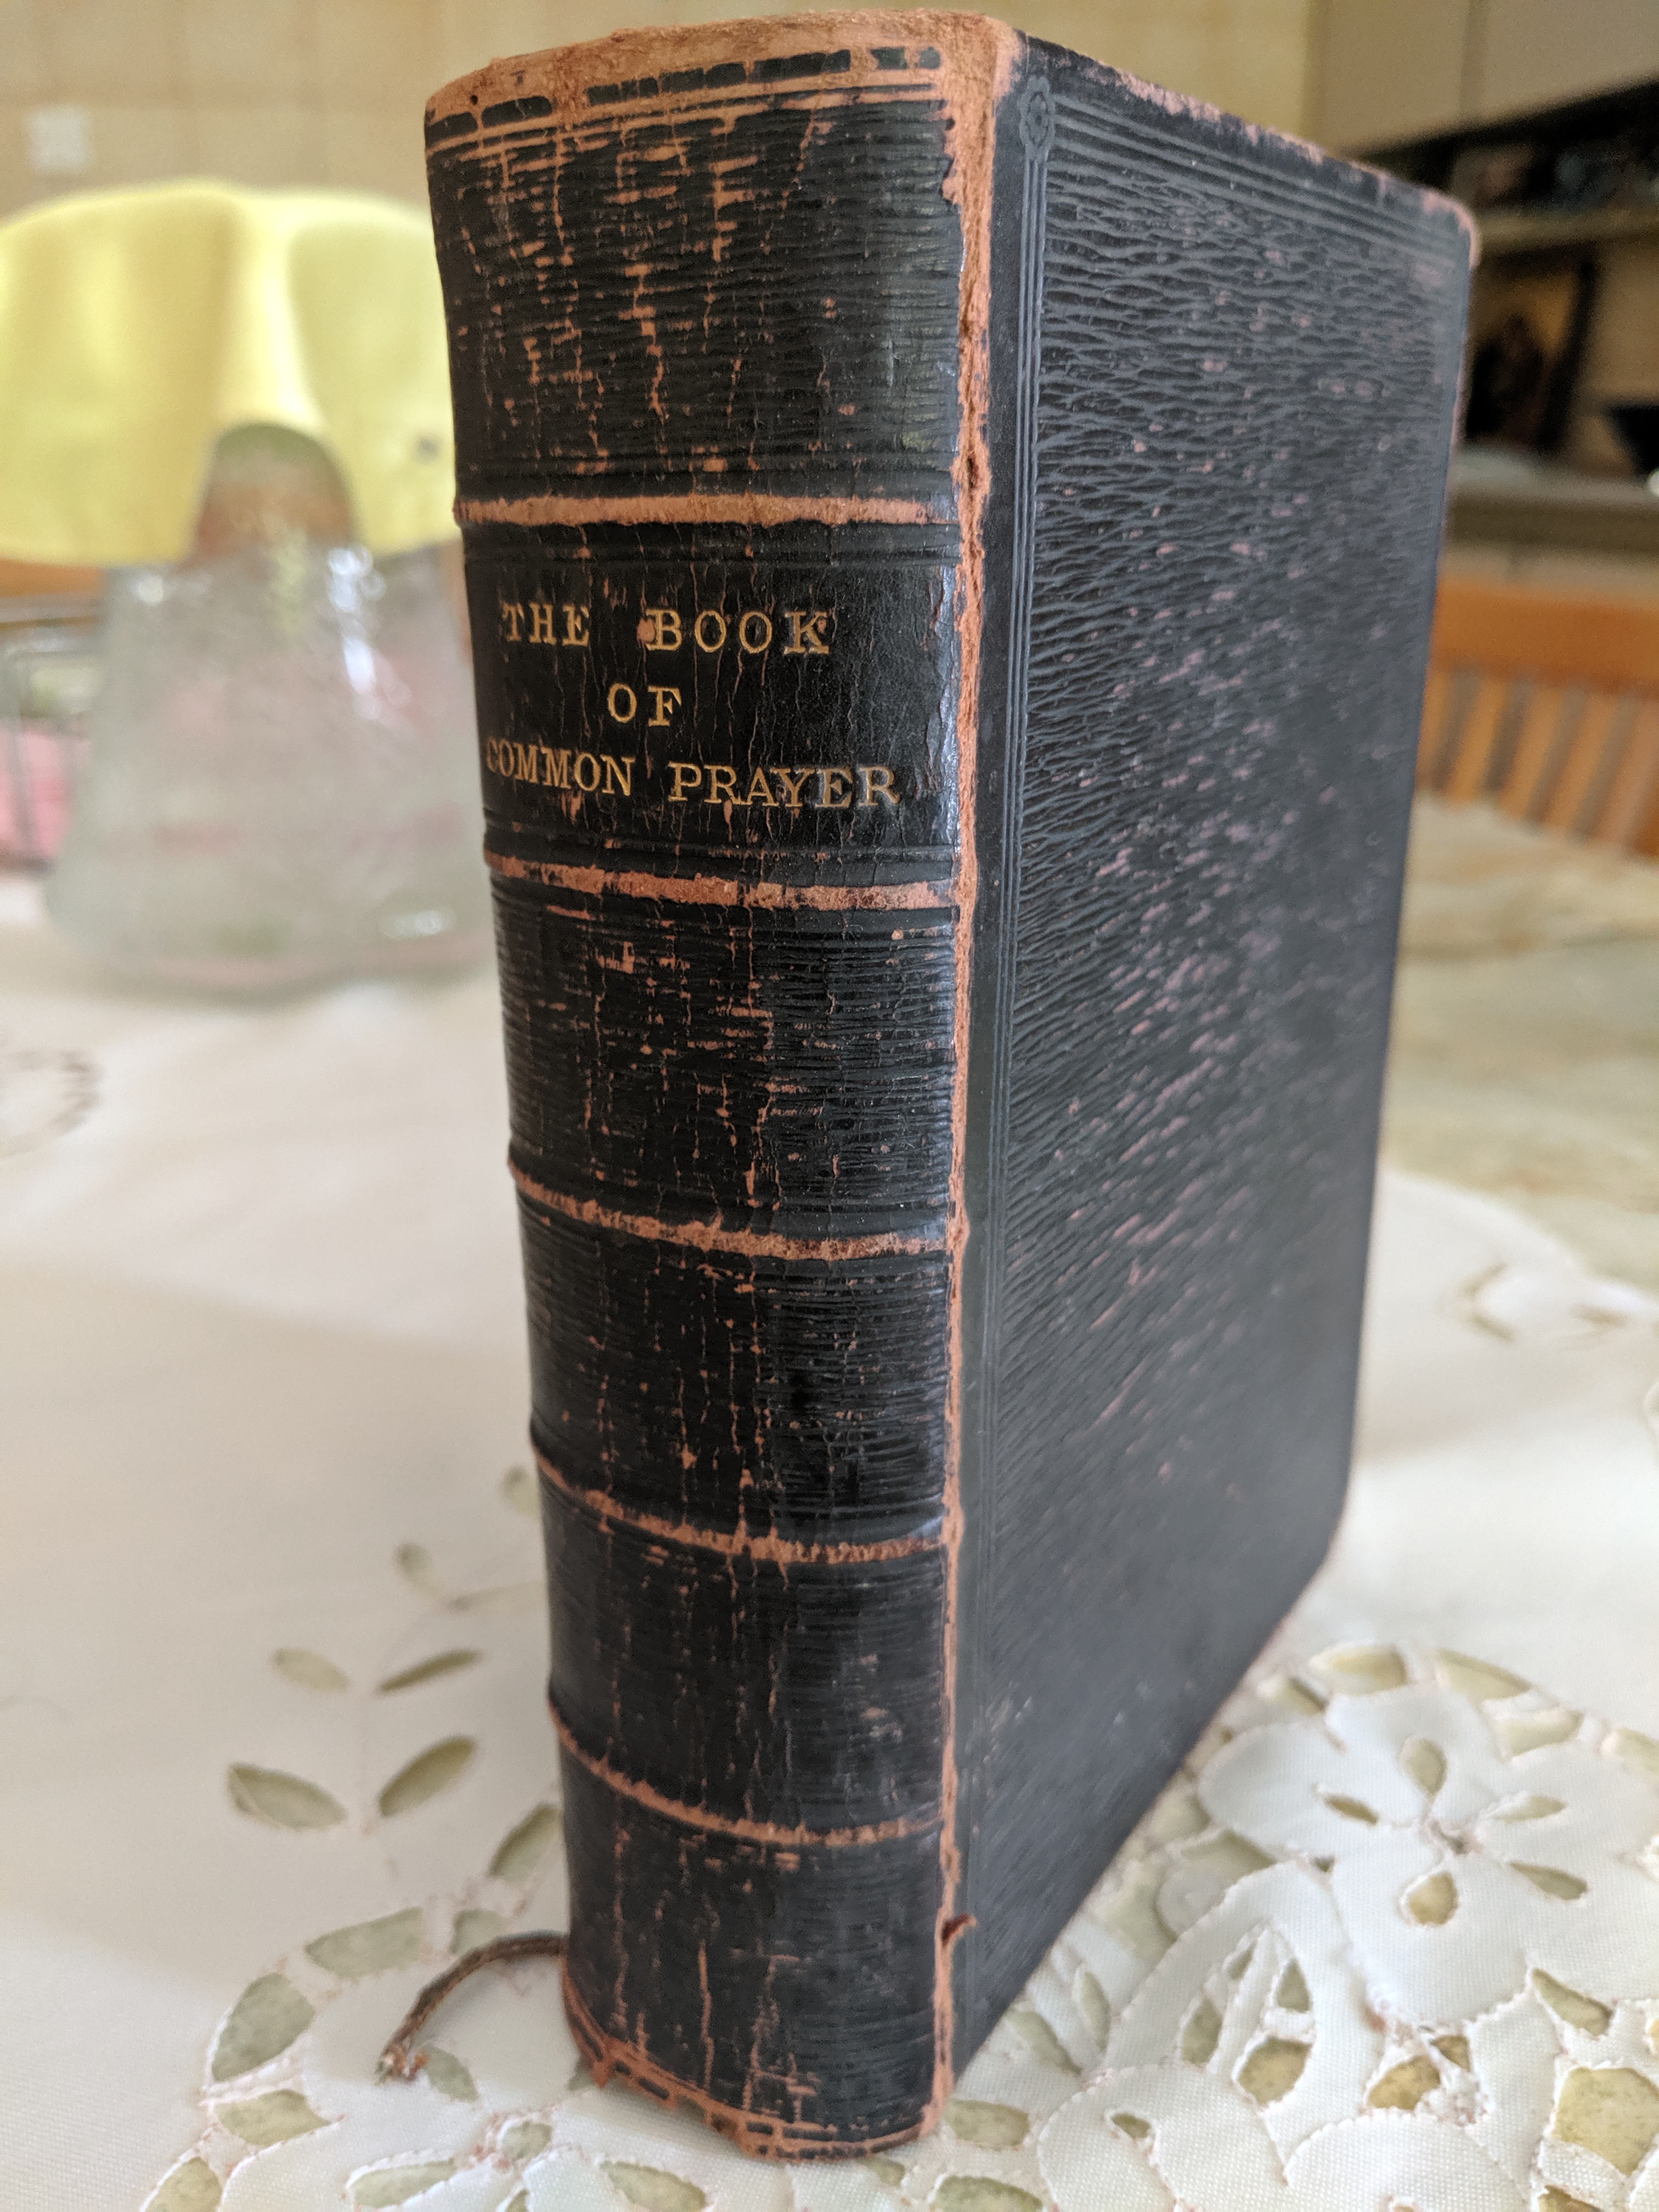 THE BOOK
OF
COMMON PRAYER